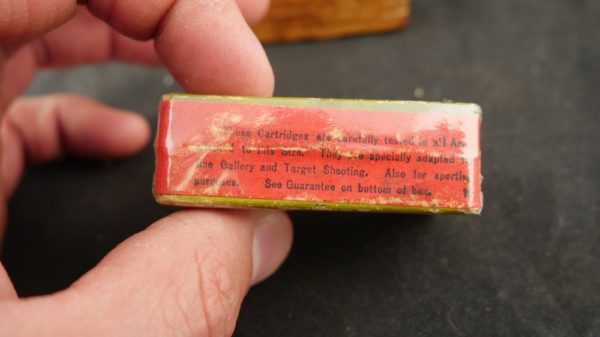 Cartridges are carefully tested in all
to this Size. They are specially adapted
Gallery and Target Shooting. Also for
purposes. See Guarantee on bottom of box.